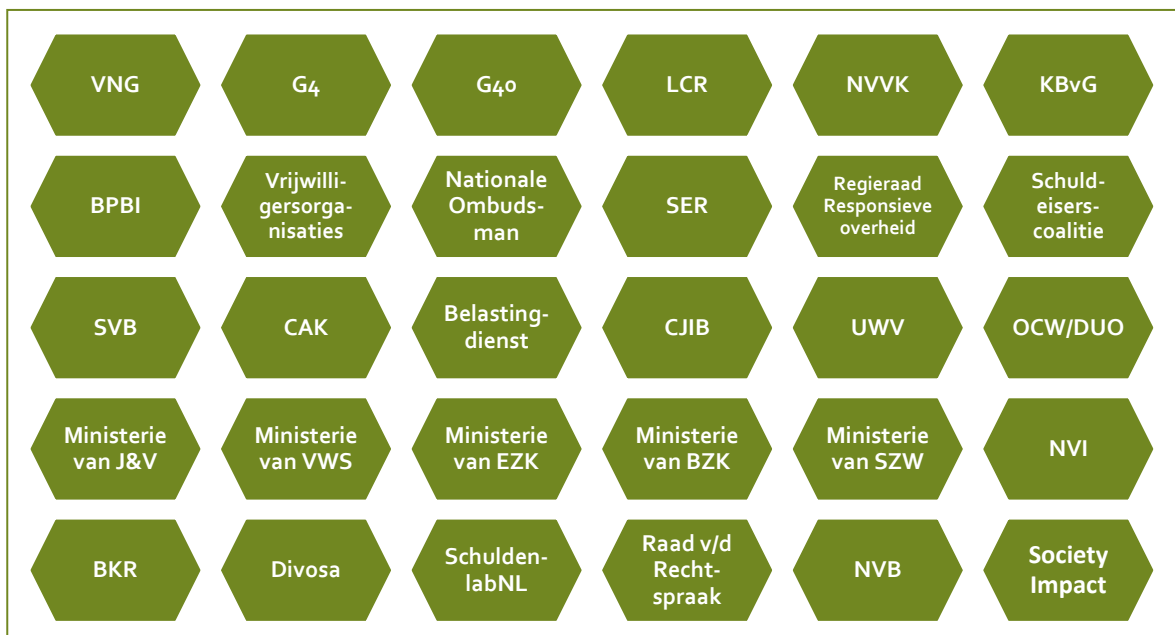 VNG
G4
G40
LCR
NVVK
KBvG
BPBI
Vrijwilli-
gersorga-
nisaties
Nationale
Ombuds-
man
SER
Regieraad
Responsieve
overheid
Schuld-
eisers-
coalitie
SVB
CAK
Belasting-
dienst
CJIB
UWV
OCW/DUO
Ministerie
van J&V
Ministerie
van VWS
Ministerie
van EZK
Ministerie
van BZK
Ministerie
van SZW
NVI
BKR
Divosa
Schulden-
labNL
Raad v/d
Recht-
spraak
NVB
Society
Impact